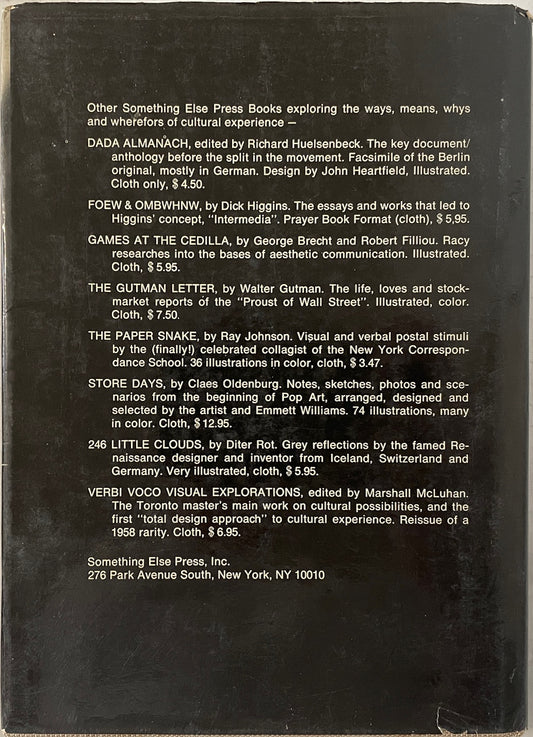 Other Something Else Press Books exploring the ways, means, whys
and wherefors of cultural experience —
DADA ALMANACH, edited by Richard Huelsenbeck. The key document/
anthology before the split in the movement. Facsimile of the Berlin
original, mostly in German. Design by John Heartfield, Illustrated.
Cloth only, $4.50.
FOEW & OMBWHNW, by Dick Higgins. The essays and works that led to
Higgins' concept, "Intermedia". Prayer Book Format (cloth), $5,95.
GAMES AT THE CEDILLA, by George Brecht and Robert Filliou. Racy
researches into the bases of aesthetic communication. Illustrated.
Cloth, $5.95.
THE GUTMAN LETTER, by Walter Gutman. The life, loves and stock-
market reports of the "Proust of Wall Street". Illustrated, color.
Cloth, $7.50.
THE PAPER SNAKE, by Ray Johnson. Visual and verbal postal stimuli
by the (finally!) celebrated collagist of the New York Correspon-
dance School. 36 illustrations in color, cloth, $3.47.
STORE DAYS, by Claes Oldenburg. Notes, sketches, photos and sce-
narios from the beginning of Pop Art, arranged, designed and
selected by the artist and Emmett Williams. 74 illustrations, many
in color. Cloth, $12.95.
246 LITTLE CLOUDS, by Diter Rot. Grey reflections by the famed Re-
naissance designer and inventor from Iceland, Switzerland and
Germany. Very illustrated, cloth, $5.95.
VERBI VOCO VISUAL EXPLORATIONS, edited by Marshall McLuhan.
The Toronto master's main work on cultural possibilities, and the
first "total design approach" to cultural experience. Reissue of a
1958 rarity. Cloth, $6.95.
Something Else Press, Inc.
276 Park Avenue South, New York, NY 10010